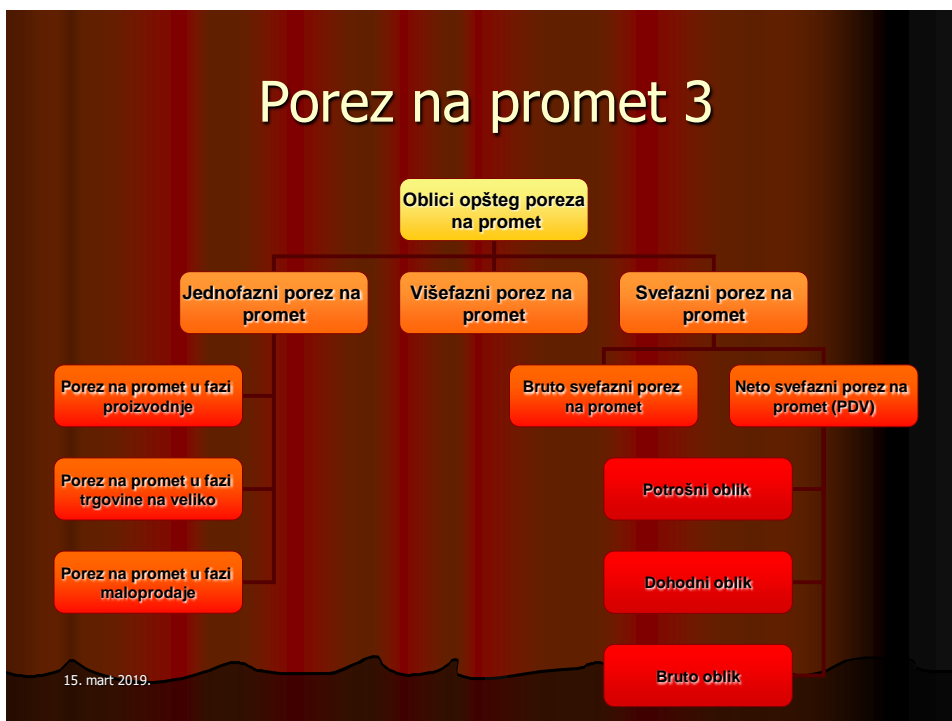 Porez na promet 3
Oblici opšteg poreza
na promet
Jednofazni porez na
promet
Višefazni porez na
promet
Svefazni porez na
promet
Porez na promet u fazi
proizvodnje
Bruto svefazni porez
na promet
Neto svefazni porez na
promet (PDV)
Porez na promet u fazi
trgovine na veliko
Potrošni oblik
Porez na promet u fazi
maloprodaje
Dohodni oblik
Bruto oblik
15. mart 2019.